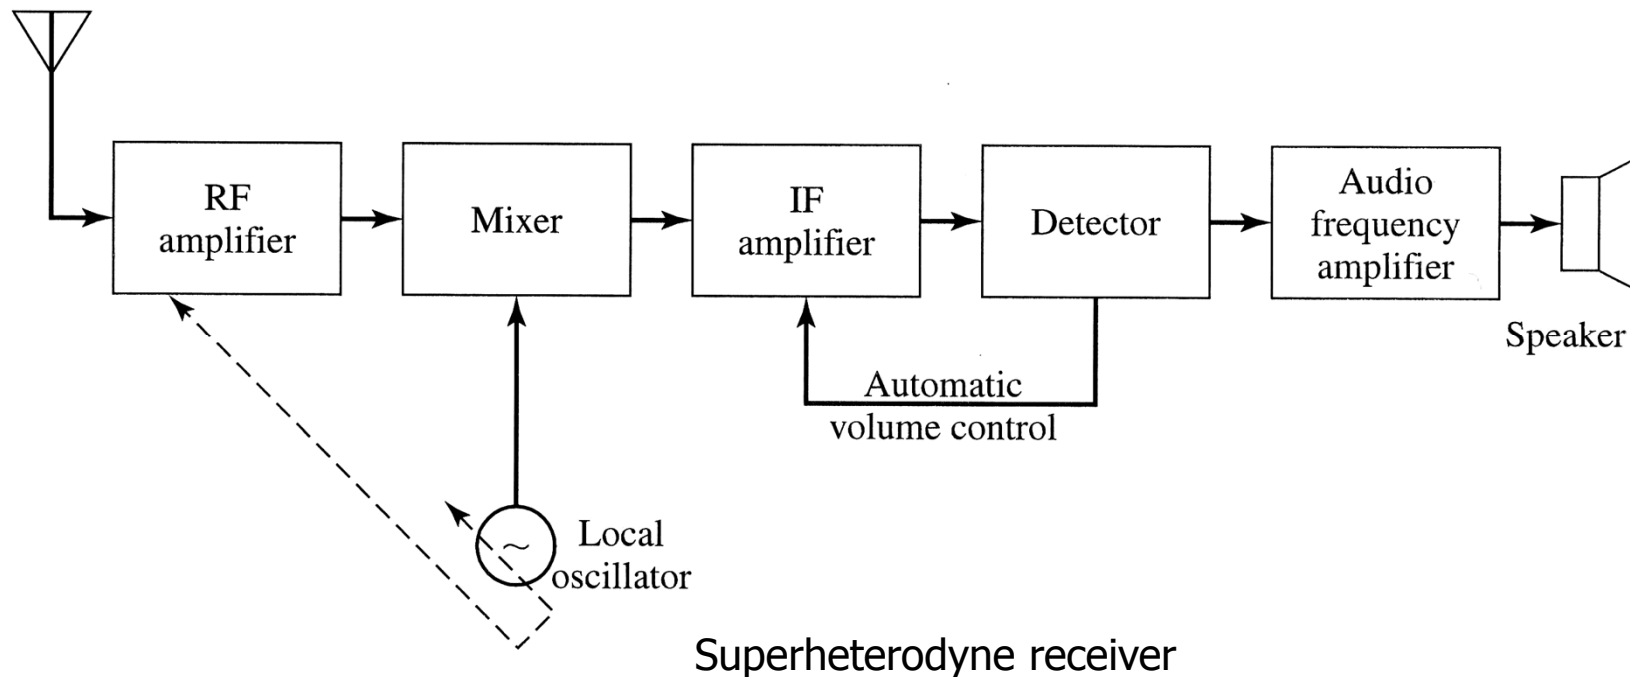 RF
amplifier
Mixer
IF
amplifier
Detector
Audio
frequency
amplifier
Speaker
Automatic
volume control
~
Local
oscillator
Superheterodyne receiver